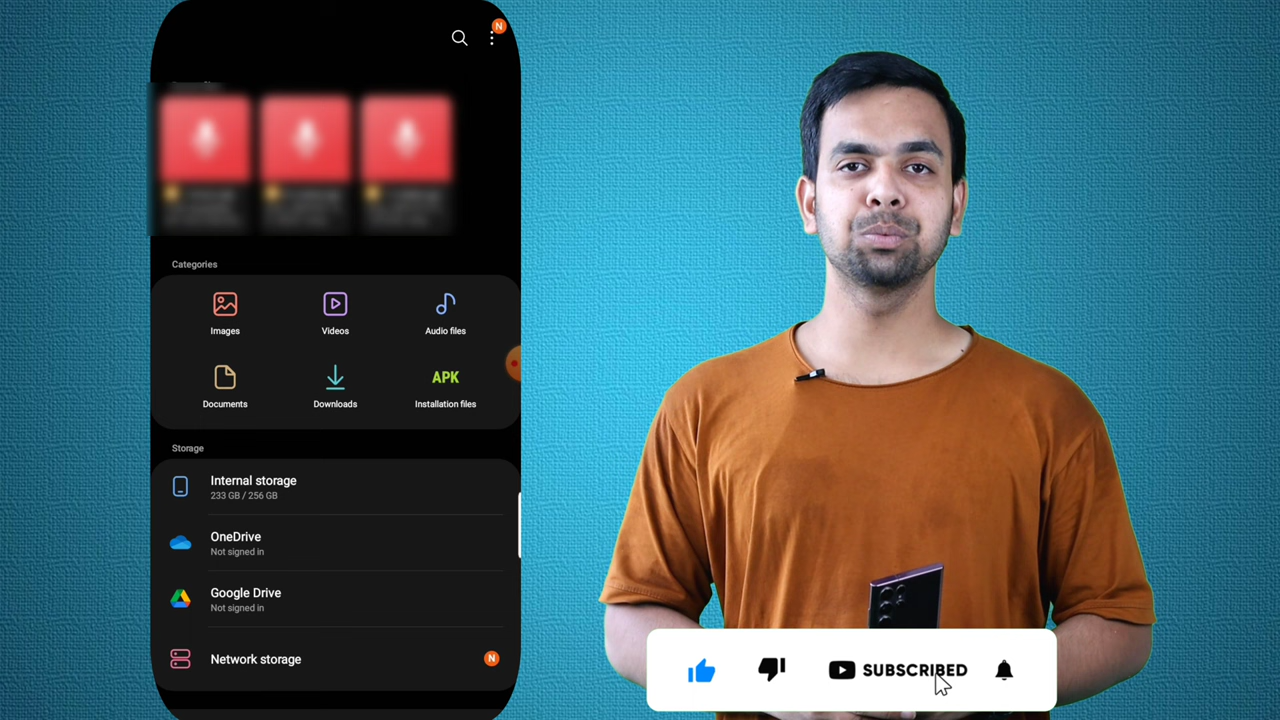 N
Categories
Images
Videos
Audio files
APK
Documents
Downloads
Installation files
Storage
Internal storage
233 GB / 256 GB
OneDrive
Not signed in
Google Drive
Not signed in
Network storage
N
SUBSCRIBED